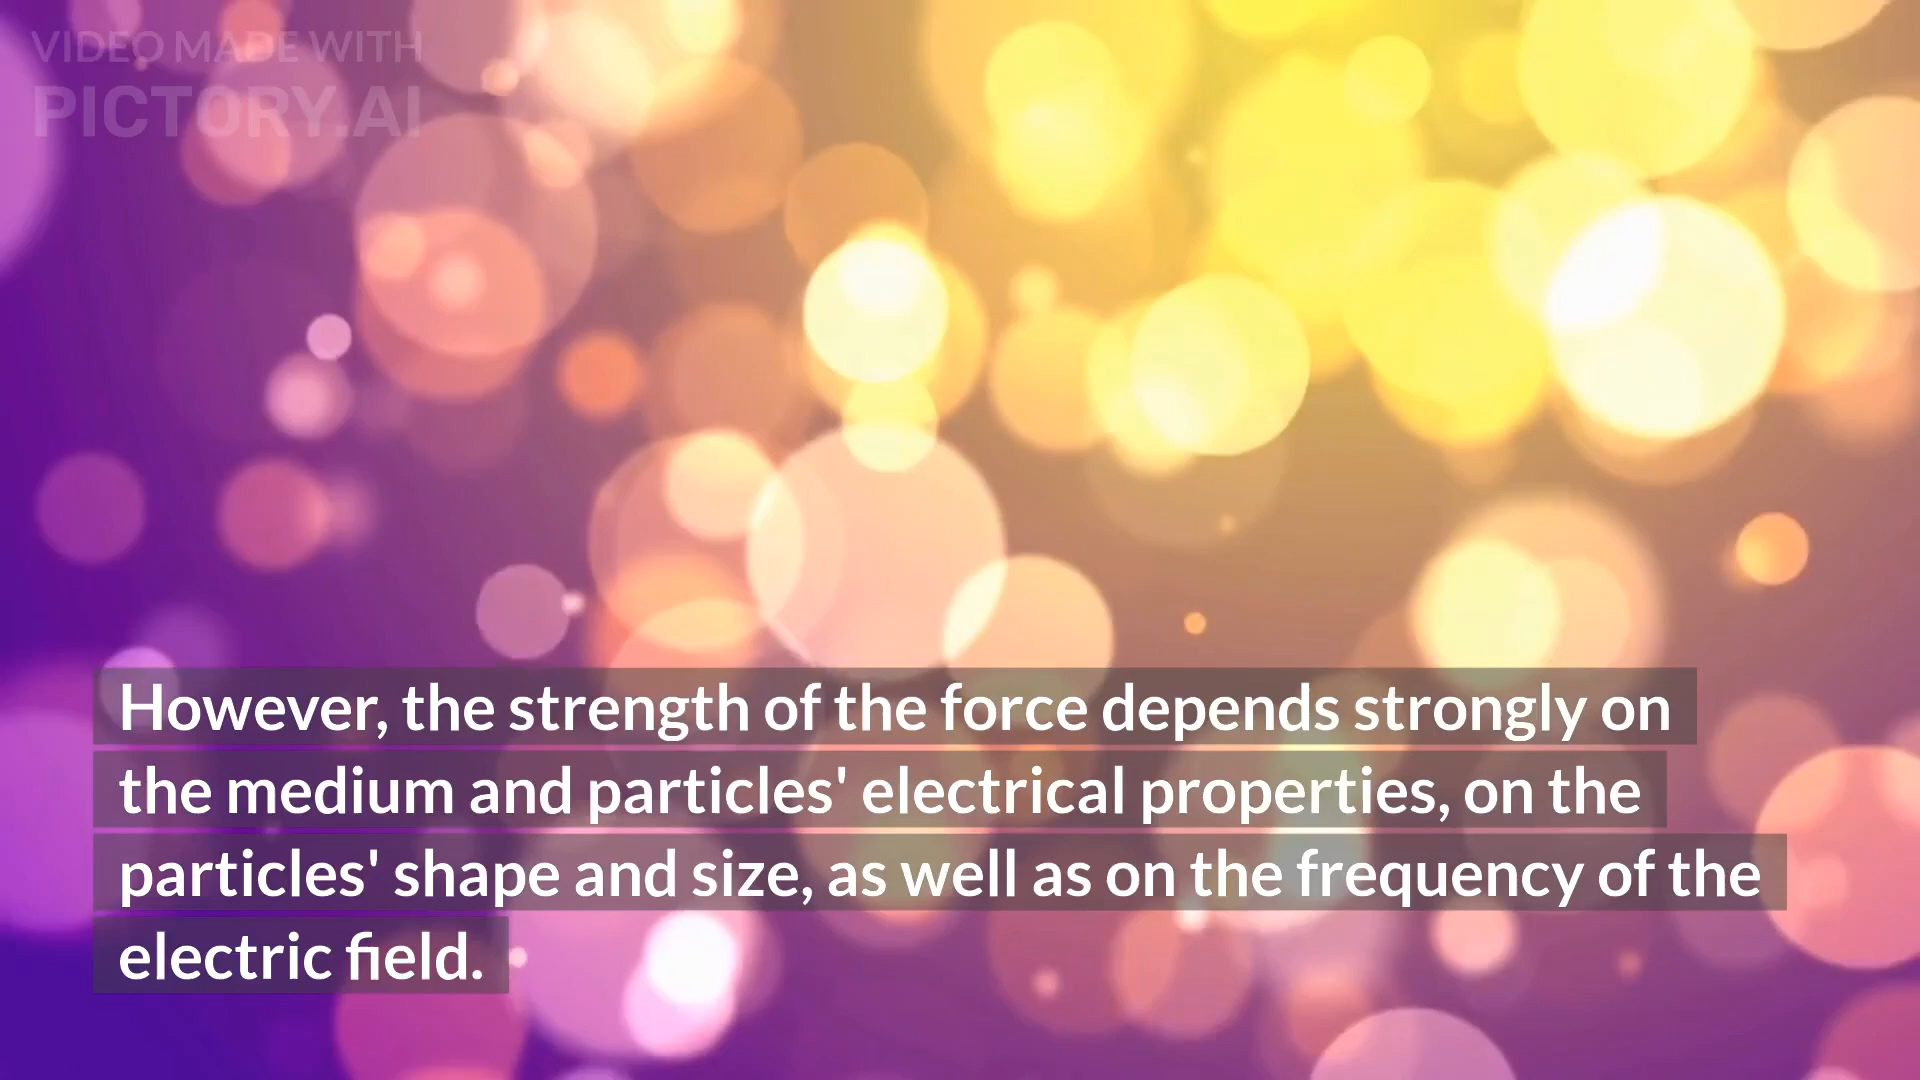 VIDEO MADE WITH
PICTORY.AI
However, the strength of the force depends strongly on
the medium and particles' electrical properties, on the
particles' shape and size, as well as on the frequency of the
electric field.